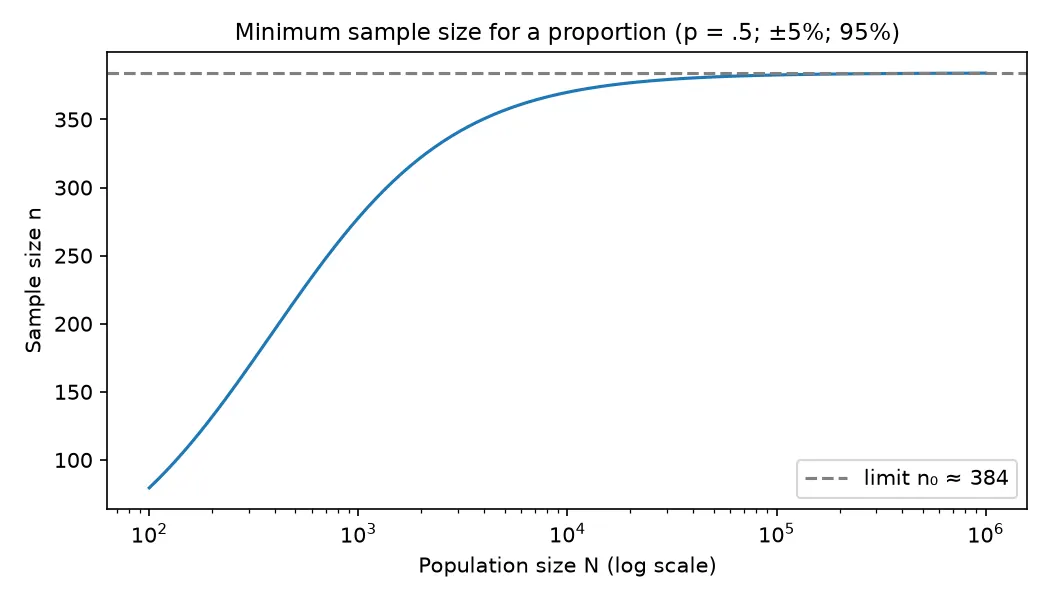 Minimum sample size for a proportion (p = .5; ±5%; 95%)
Sample size n
350
300
250
200
150
100
limit n₀ ≈ 384
10² 10³ 10⁴ 10⁵ 10⁶
Population size N (log scale)